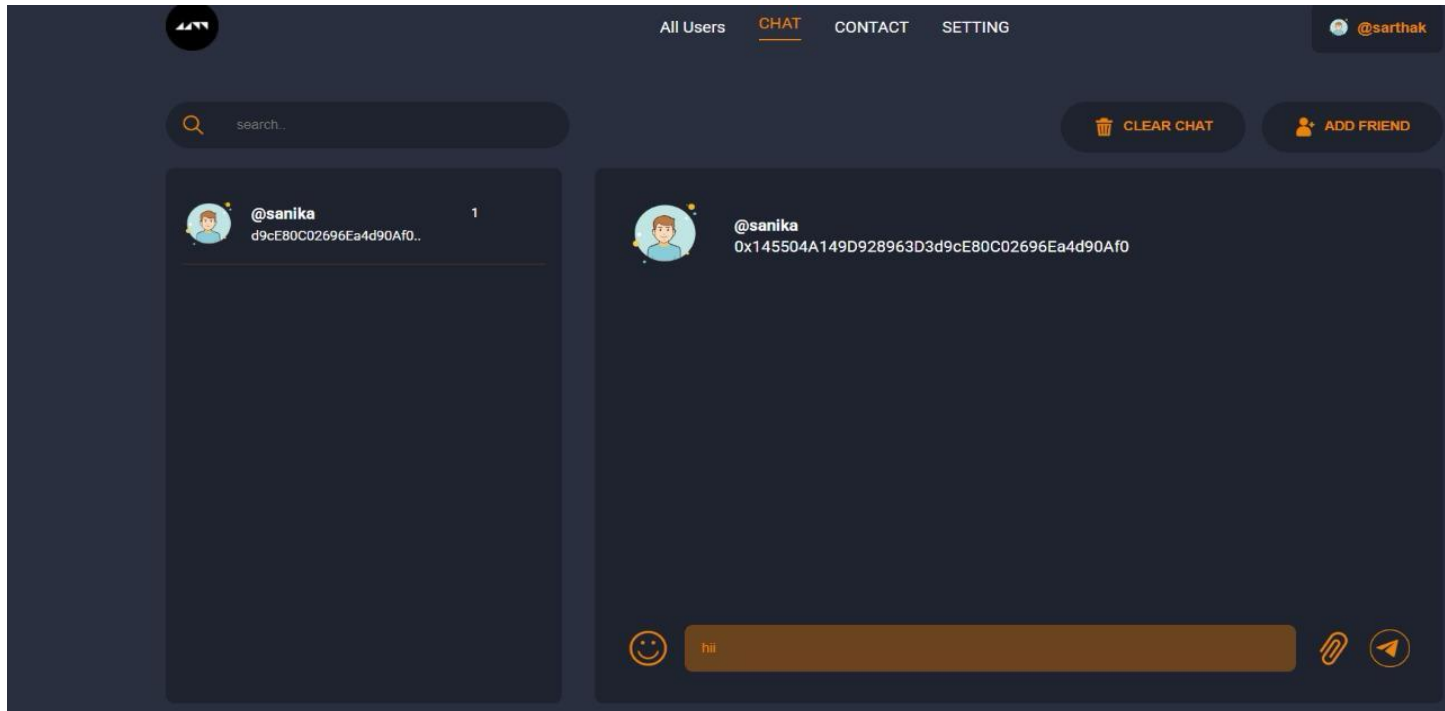 All Users CHAT CONTACT SETTING @sarthak
search.. CLEAR CHAT ADD FRIEND
@sanika 1
d9cE80C02696Ea4d90Af0..
@sanika
0x145504A149D928963D3d9cE80C02696Ea4d90Af0
hii